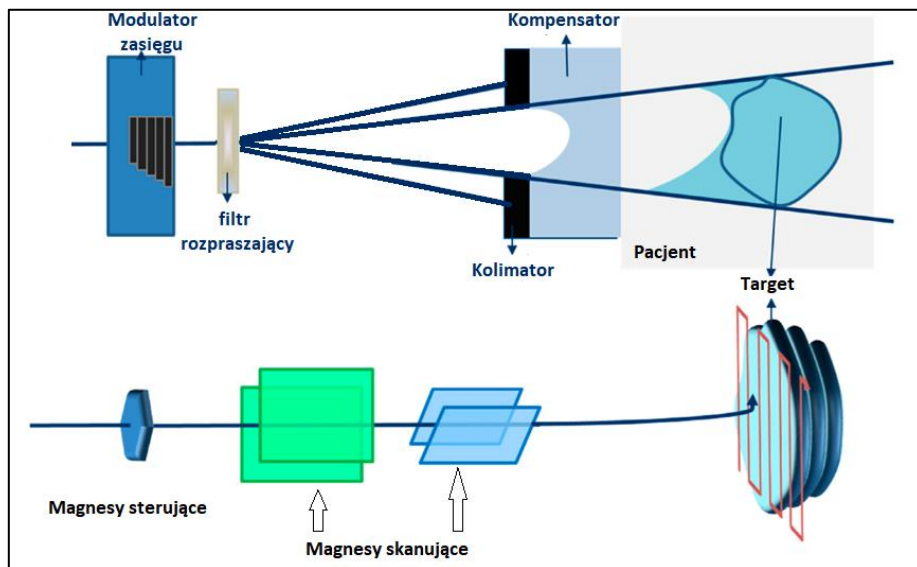 Modulator
zasięgu
Kompensator
filtr
rozpraszający
Kolimator
Pacjent
Target
Magnesy sterujące
Magnesy skanujące